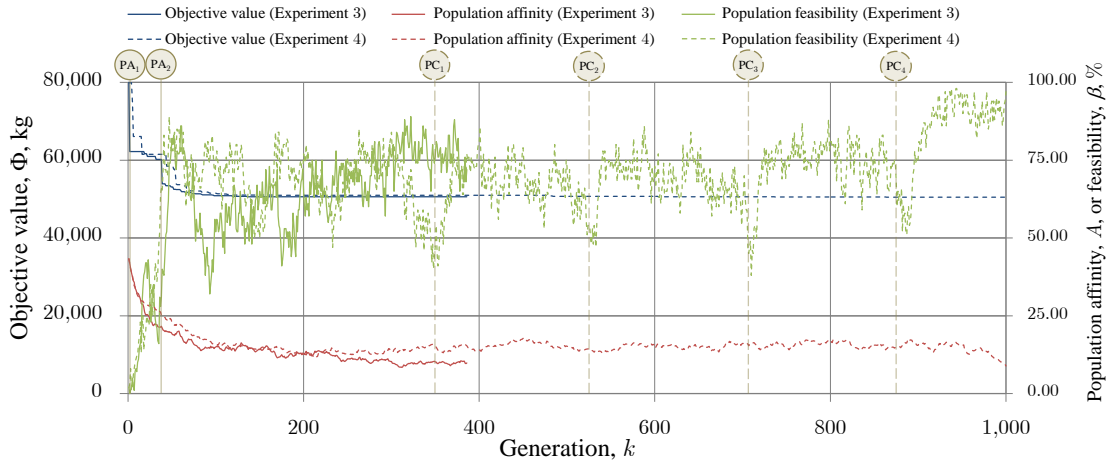 Objective value (Experiment 3) Population affinity (Experiment 3) Population feasibility (Experiment 3)
Objective value (Experiment 4) Population affinity (Experiment 4) Population feasibility (Experiment 4)
PA1 PA2 PC1 PC2 PC3 PC4
80,000 100.00
60,000 75.00
40,000 50.00
20,000 25.00
0 0.00
0 200 400 600 800 1,000
Generation, k
Objective value, Φ, kg
Population affinity, A, or feasibility, β, %